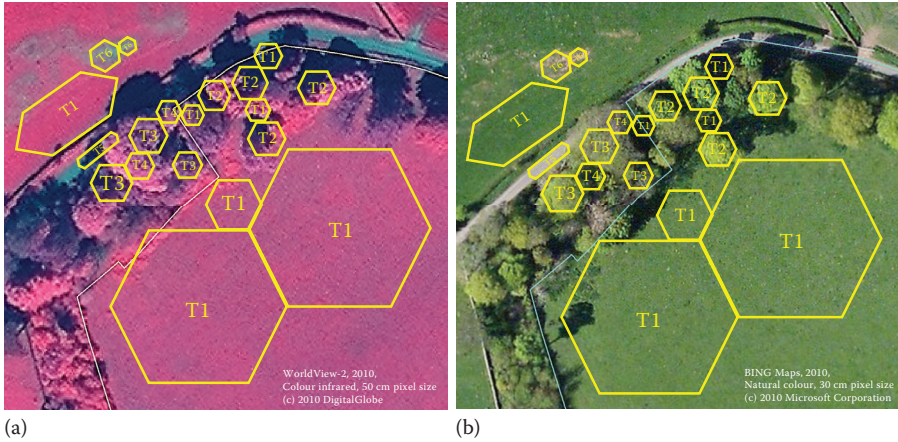 T1
T6
T2
T2
T2
T1
T4
T1
T1
T3
T2
T4
T3
T3
T1
T1
T1
WorldView-2, 2010,
Colour infrared, 50 cm pixel size
(c) 2010 DigitalGlobe
(a)
T1
T2
T2
T2
T1
T4
T1
T1
T3
T2
T4
T3
T3
T1
T1
T1
BING Maps, 2010,
Natural colour, 30 cm pixel size
(c) 2010 Microsoft Corporation
(b)